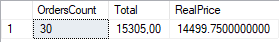 OrdersCount Total RealPrice
1 30 15305,00 14499.7500000000